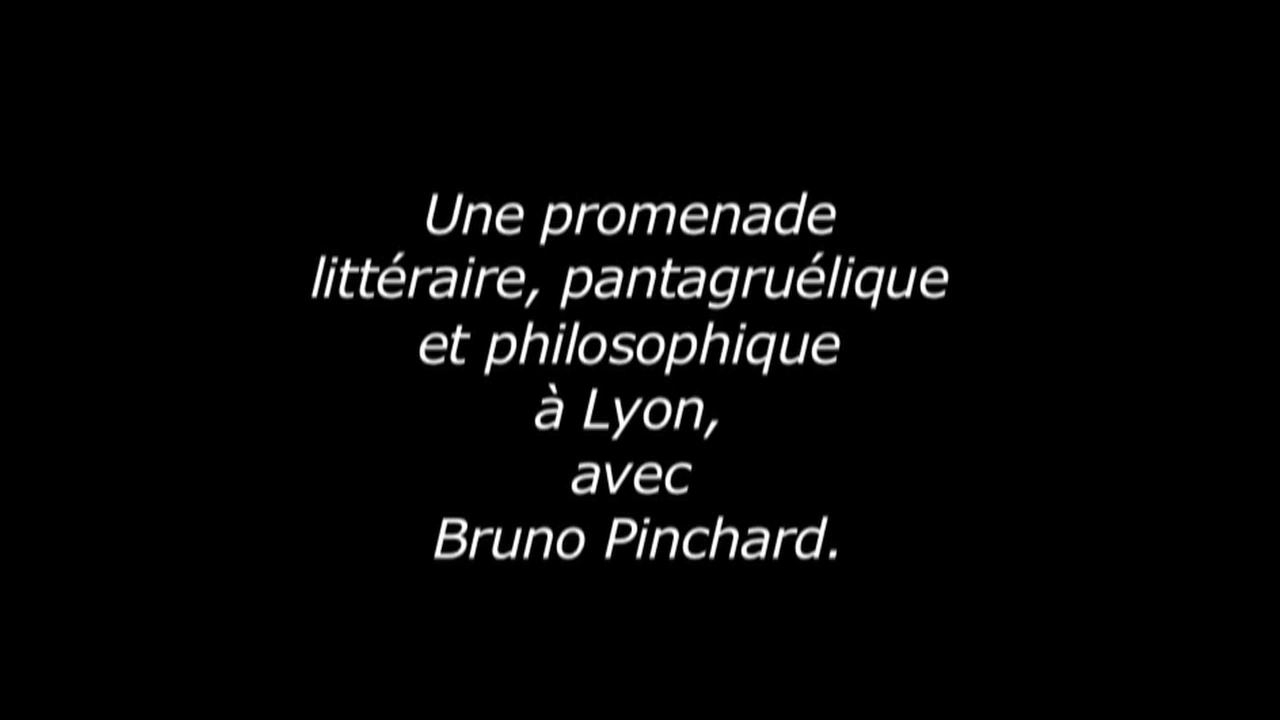 Une promenade
littéraire, pantagruélique
et philosophique
à Lyon,
avec
Bruno Pinchard.